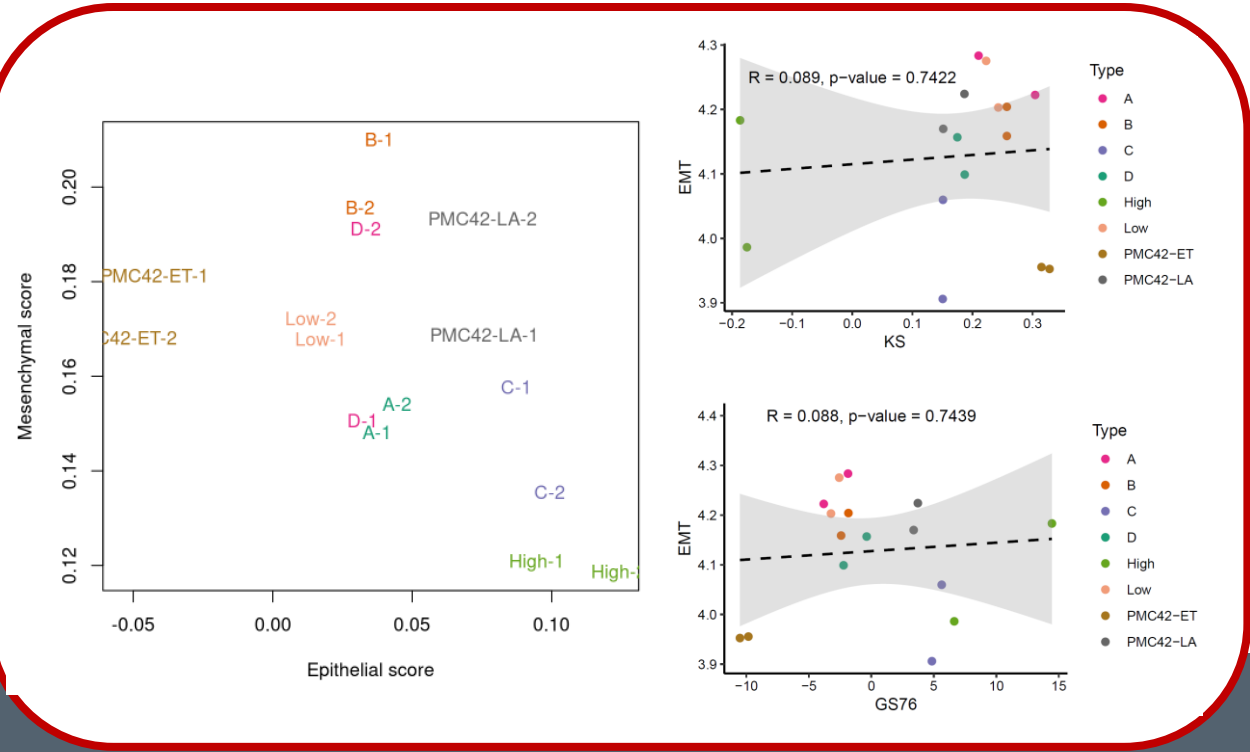 B-1
B-2
D-2
PMC42-LA-2
PMC42-ET-1
C42-ET-2
Low-2
Low-1
PMC42-LA-1
C-1
A-2
D-1
A-1
C-2
High-1
High-
0.20
0.18
0.16
0.14
0.12
Mesenchymal score
-0.05 0.00 0.05 0.10
Epithelial score
R = 0.089, p−value = 0.7422
4.3
4.2
4.1
4.0
3.9
EMT
−0.2 −0.1 0.0 0.1 0.2 0.3
KS
Type
A
B
C
D
High
Low
PMC42−ET
PMC42−LA
R = 0.088, p−value = 0.7439
4.4
4.3
4.2
4.1
4.0
3.9
EMT
−10 −5 0 5 10 15
GS76
Type
A
B
C
D
High
Low
PMC42−ET
PMC42−LA